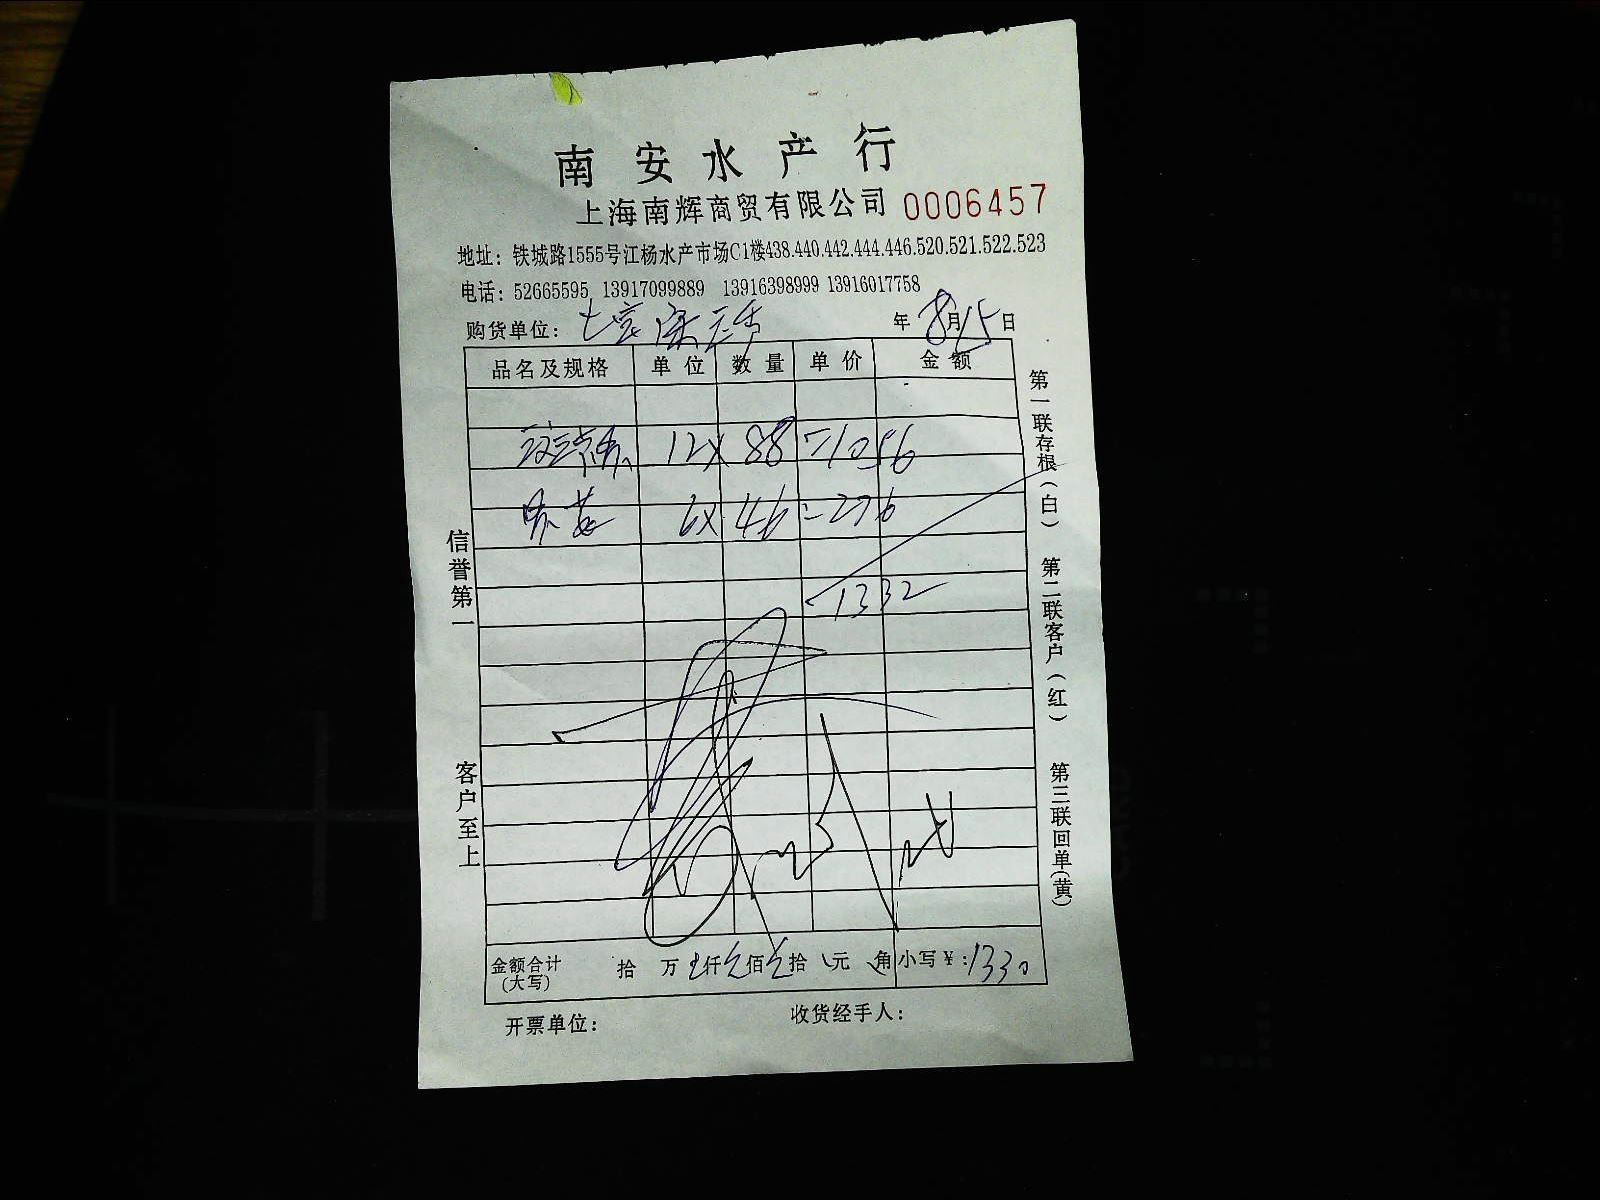 南安水产行
上海南辉商贸有限公司 0006457
地址：铁城路1555号江杨水产市场C1楼438.440.442.444.446.520.521.522.523
电话：52665595 13917099889 13916398999 13916017758
购货单位： 年 8月15日
品名及规格 单位 数量 单价 金额
12× 88 =1056
6× 46 =276
1332
信誉第一
客户至上
第一联存根（白）
第二联客户（红）
第三联回单（黄）
金额合计 拾 万 仟 佰 拾 元 角 小写￥：1330
(大写)
开票单位： 收货经手人：